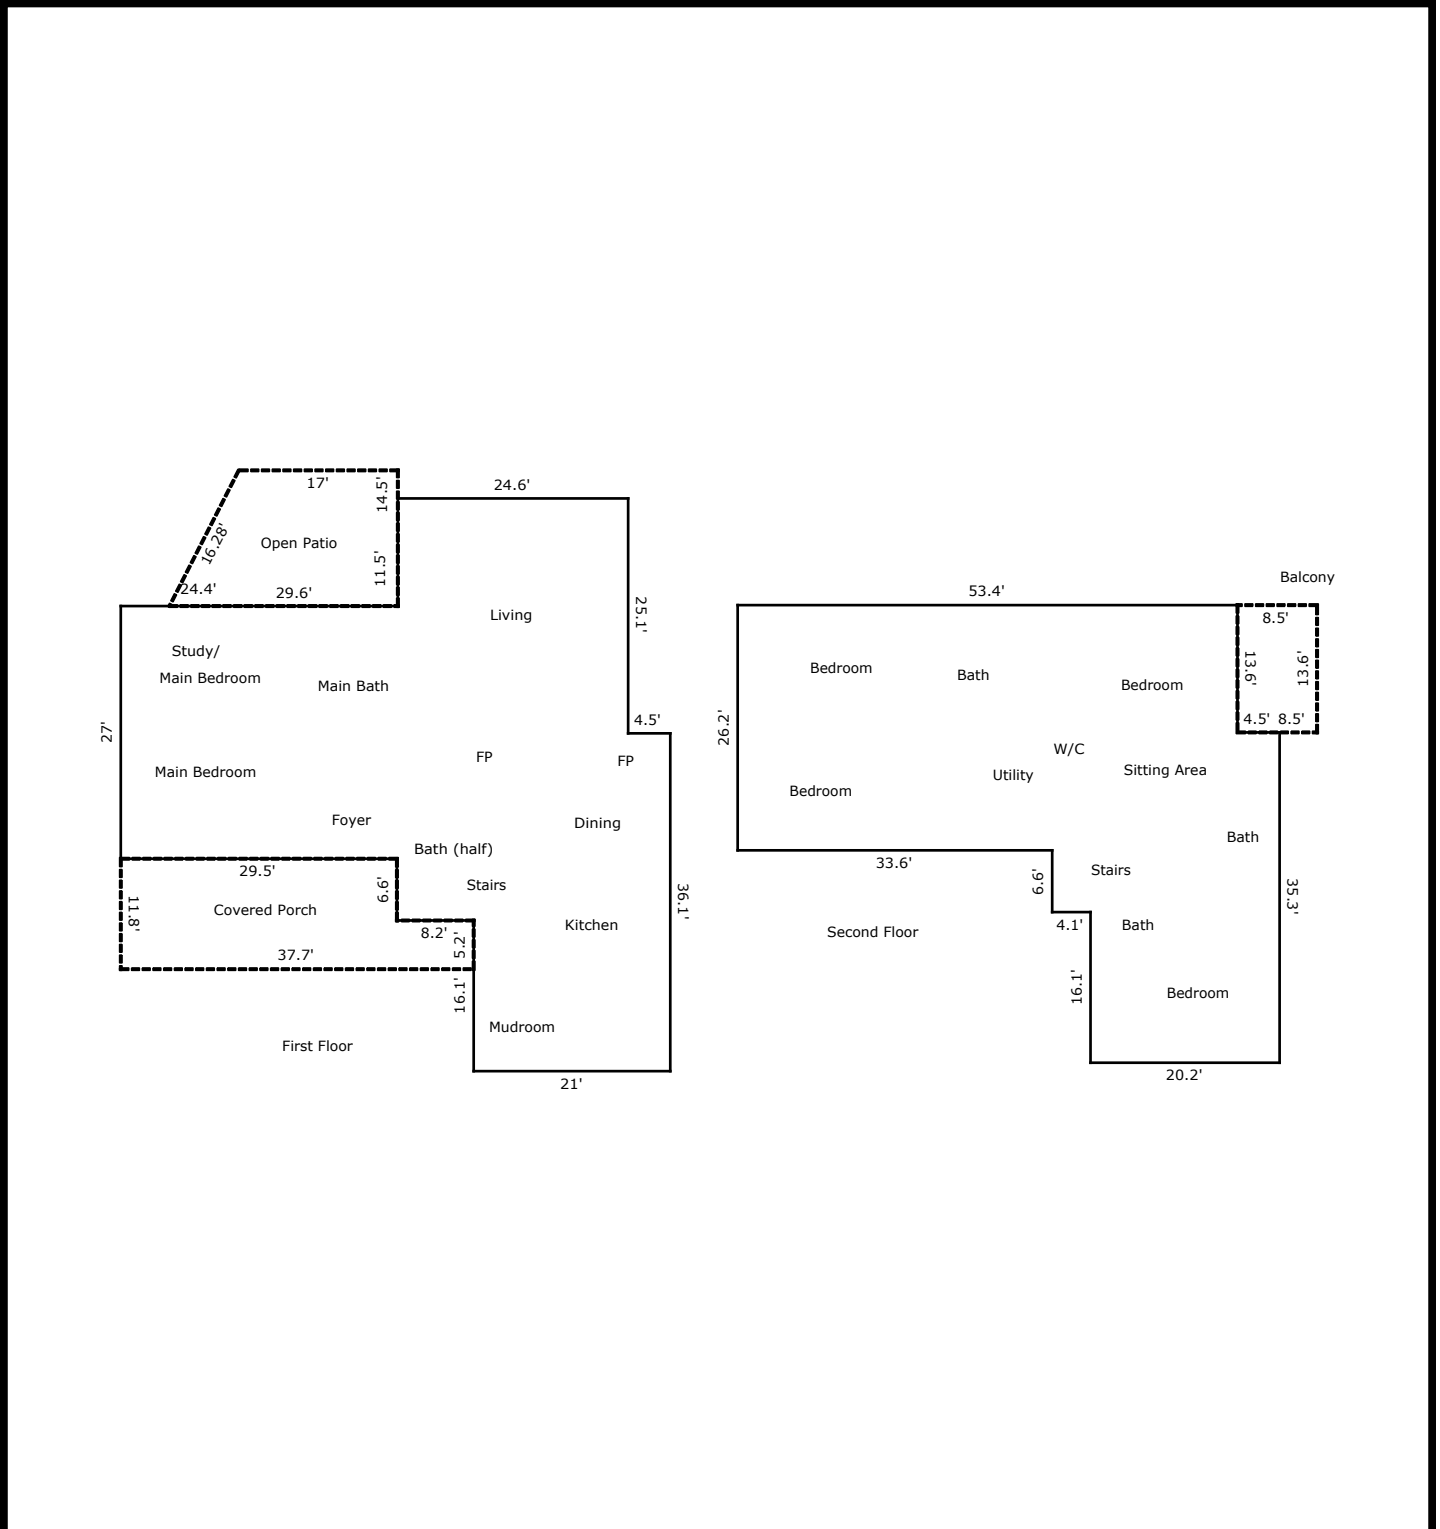 17'
14.5'
16.28'
Open Patio
11.5'
24.4'
29.6'
24.6'
25.1'
Living
Study/
Main Bedroom
Main Bath
27'
4.5'
FP
FP
Main Bedroom
Foyer
Dining
Bath (half)
29.5'
6.6'
Stairs
36.1'
11.8'
Covered Porch
Kitchen
8.2'
5.2'
37.7'
16.1'
Mudroom
First Floor
21'
Balcony
53.4'
8.5'
13.6'
13.6'
Bedroom
Bath
Bedroom
4.5'
8.5'
26.2'
W/C
Utility
Sitting Area
Bedroom
Bath
33.6'
Stairs
6.6'
35.3'
4.1'
Bath
Second Floor
16.1'
Bedroom
20.2'